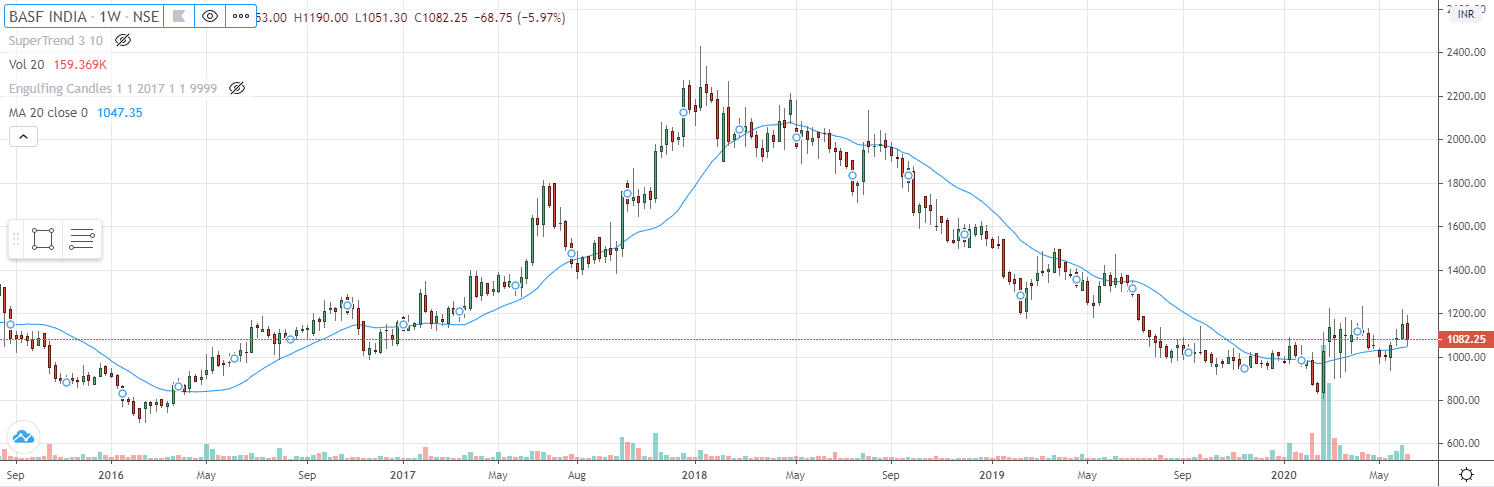 BASF INDIA · 1W · NSE 53.00 H1190.00 L1051.30 C1082.25 −68.75 (−5.97%)
SuperTrend 3 10
Vol 20 159.369K
Engulfing Candles 1 1 2017 1 1 9999
MA 20 close 0 1047.35
INR
2400.00
2200.00
2000.00
1800.00
1600.00
1400.00
1200.00
1082.25
1000.00
800.00
600.00
Sep 2016 May Sep 2017 May Aug 2018 May Sep 2019 May Sep 2020 May